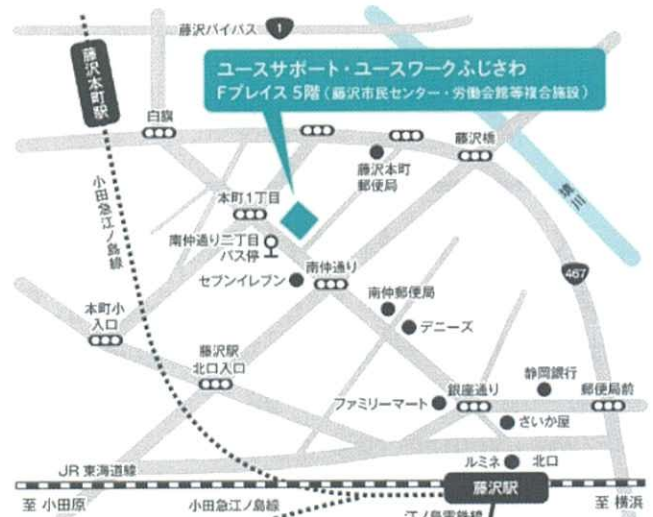 藤沢バイパス
1
藤沢本町駅
ユースサポート・ユースワークふじさわ
Fプレイス 5階(藤沢市民センター・労働会館等複合施設)
白旗
藤沢橋
藤沢本町
郵便局
境川
小田急江ノ島線
本町1丁目
南仲通り二丁目
バス停
セブンイレブン
南仲通り
467
南仲郵便局
デニーズ
本町小
入口
藤沢駅
北口入口
静岡銀行
ファミリーマート
銀座通り
郵便局前
さいか屋
ルミネ
北口
JR 東海道線
藤沢駅
至 小田原
小田急江ノ島線
至 横浜
江ノ島電鉄線